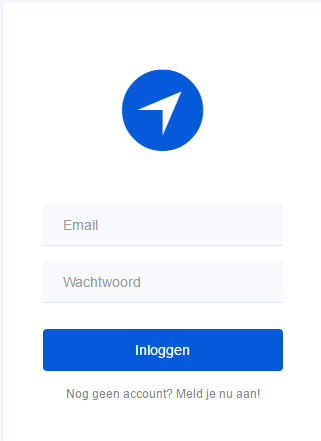 Email
Wachtwoord
Inloggen
Nog geen account? Meld je nu aan!